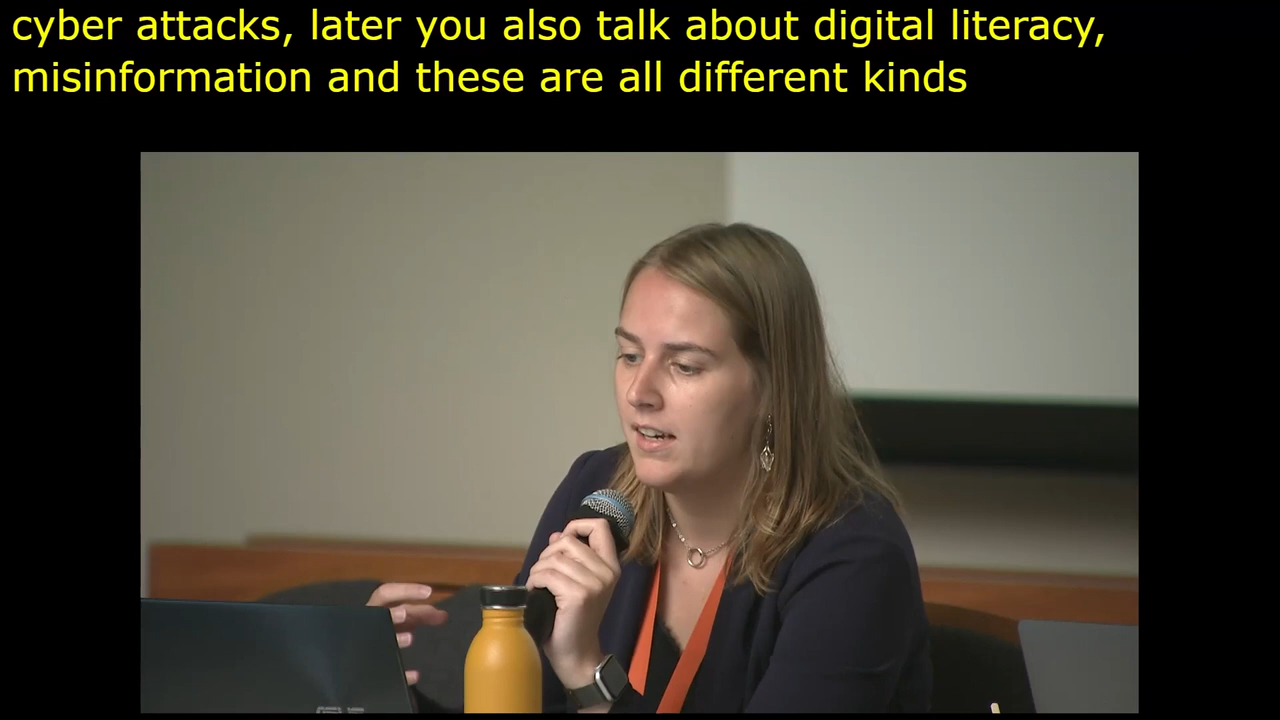 cyber attacks, later you also talk about digital literacy,
misinformation and these are all different kinds